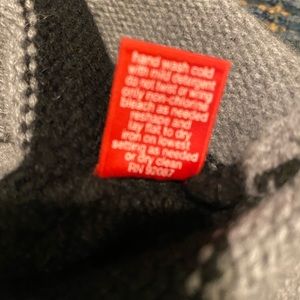 hand wash cold
with mild detergent
do not twist or wring
only non-chlorine
bleach as needed
reshape and
lay flat to dry
iron on lowest
setting as needed
or dry clean
RN 92087